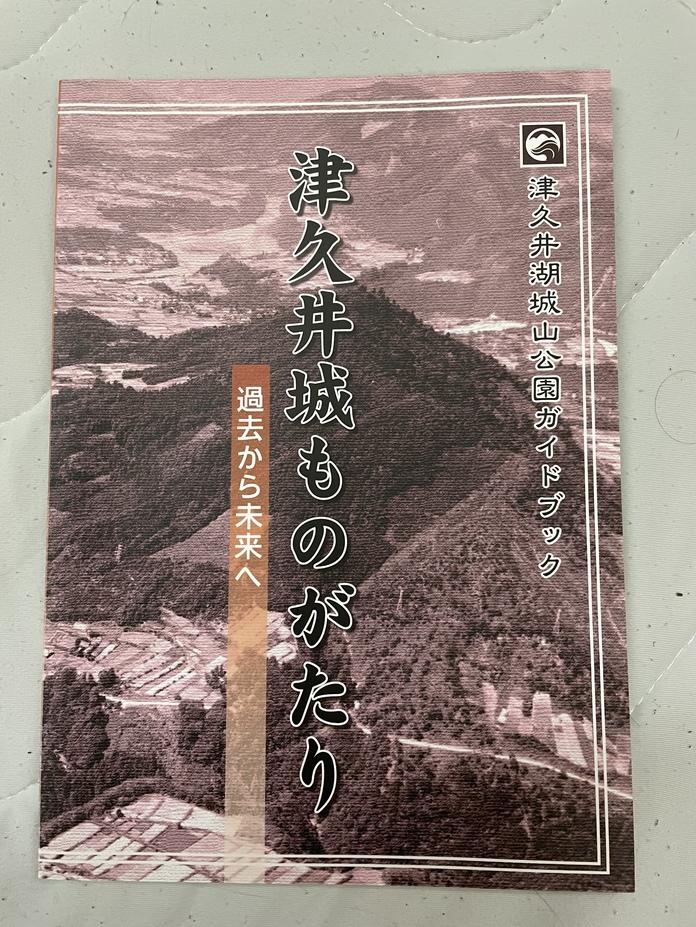 津久井湖城山公園ガイドブック
津久井城ものがたり
過去から未来へ